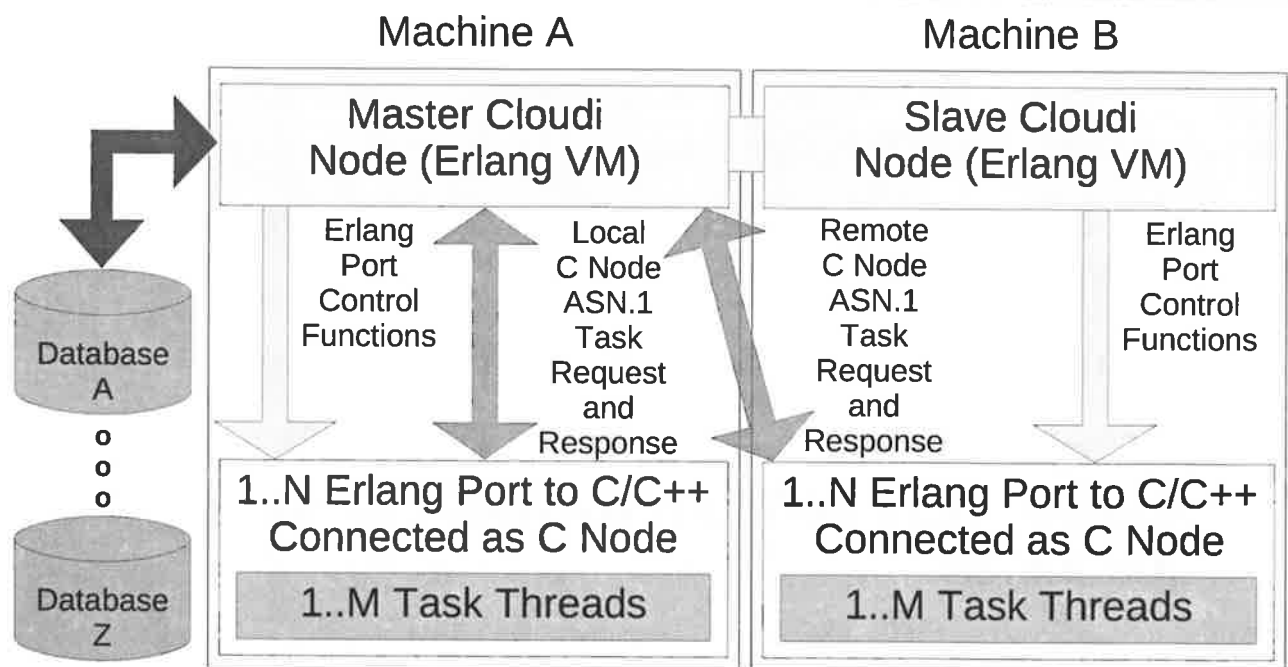 Machine A
Machine B
Master Cloudi
Node (Erlang VM)
Slave Cloudi
Node (Erlang VM)
Erlang
Port
Control
Functions
Local
C Node
ASN.1
Task
Request
and
Response
Remote
C Node
ASN.1
Task
Request
and
Response
Erlang
Port
Control
Functions
Database
A
o
o
o
Database
Z
1..N Erlang Port to C/C++
Connected as C Node
1..M Task Threads
1..N Erlang Port to C/C++
Connected as C Node
1..M Task Threads